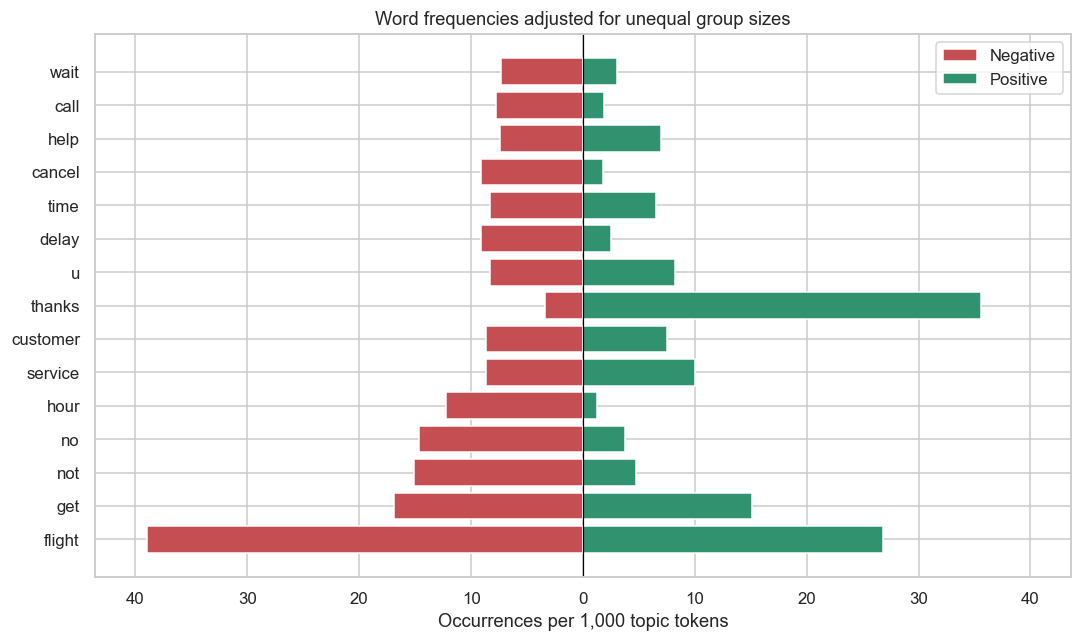 Word frequencies adjusted for unequal group sizes
Negative
Positive
wait
call
help
cancel
time
delay
u
thanks
customer
service
hour
no
not
get
flight
40 30 20 10 0 10 20 30 40
Occurrences per 1,000 topic tokens